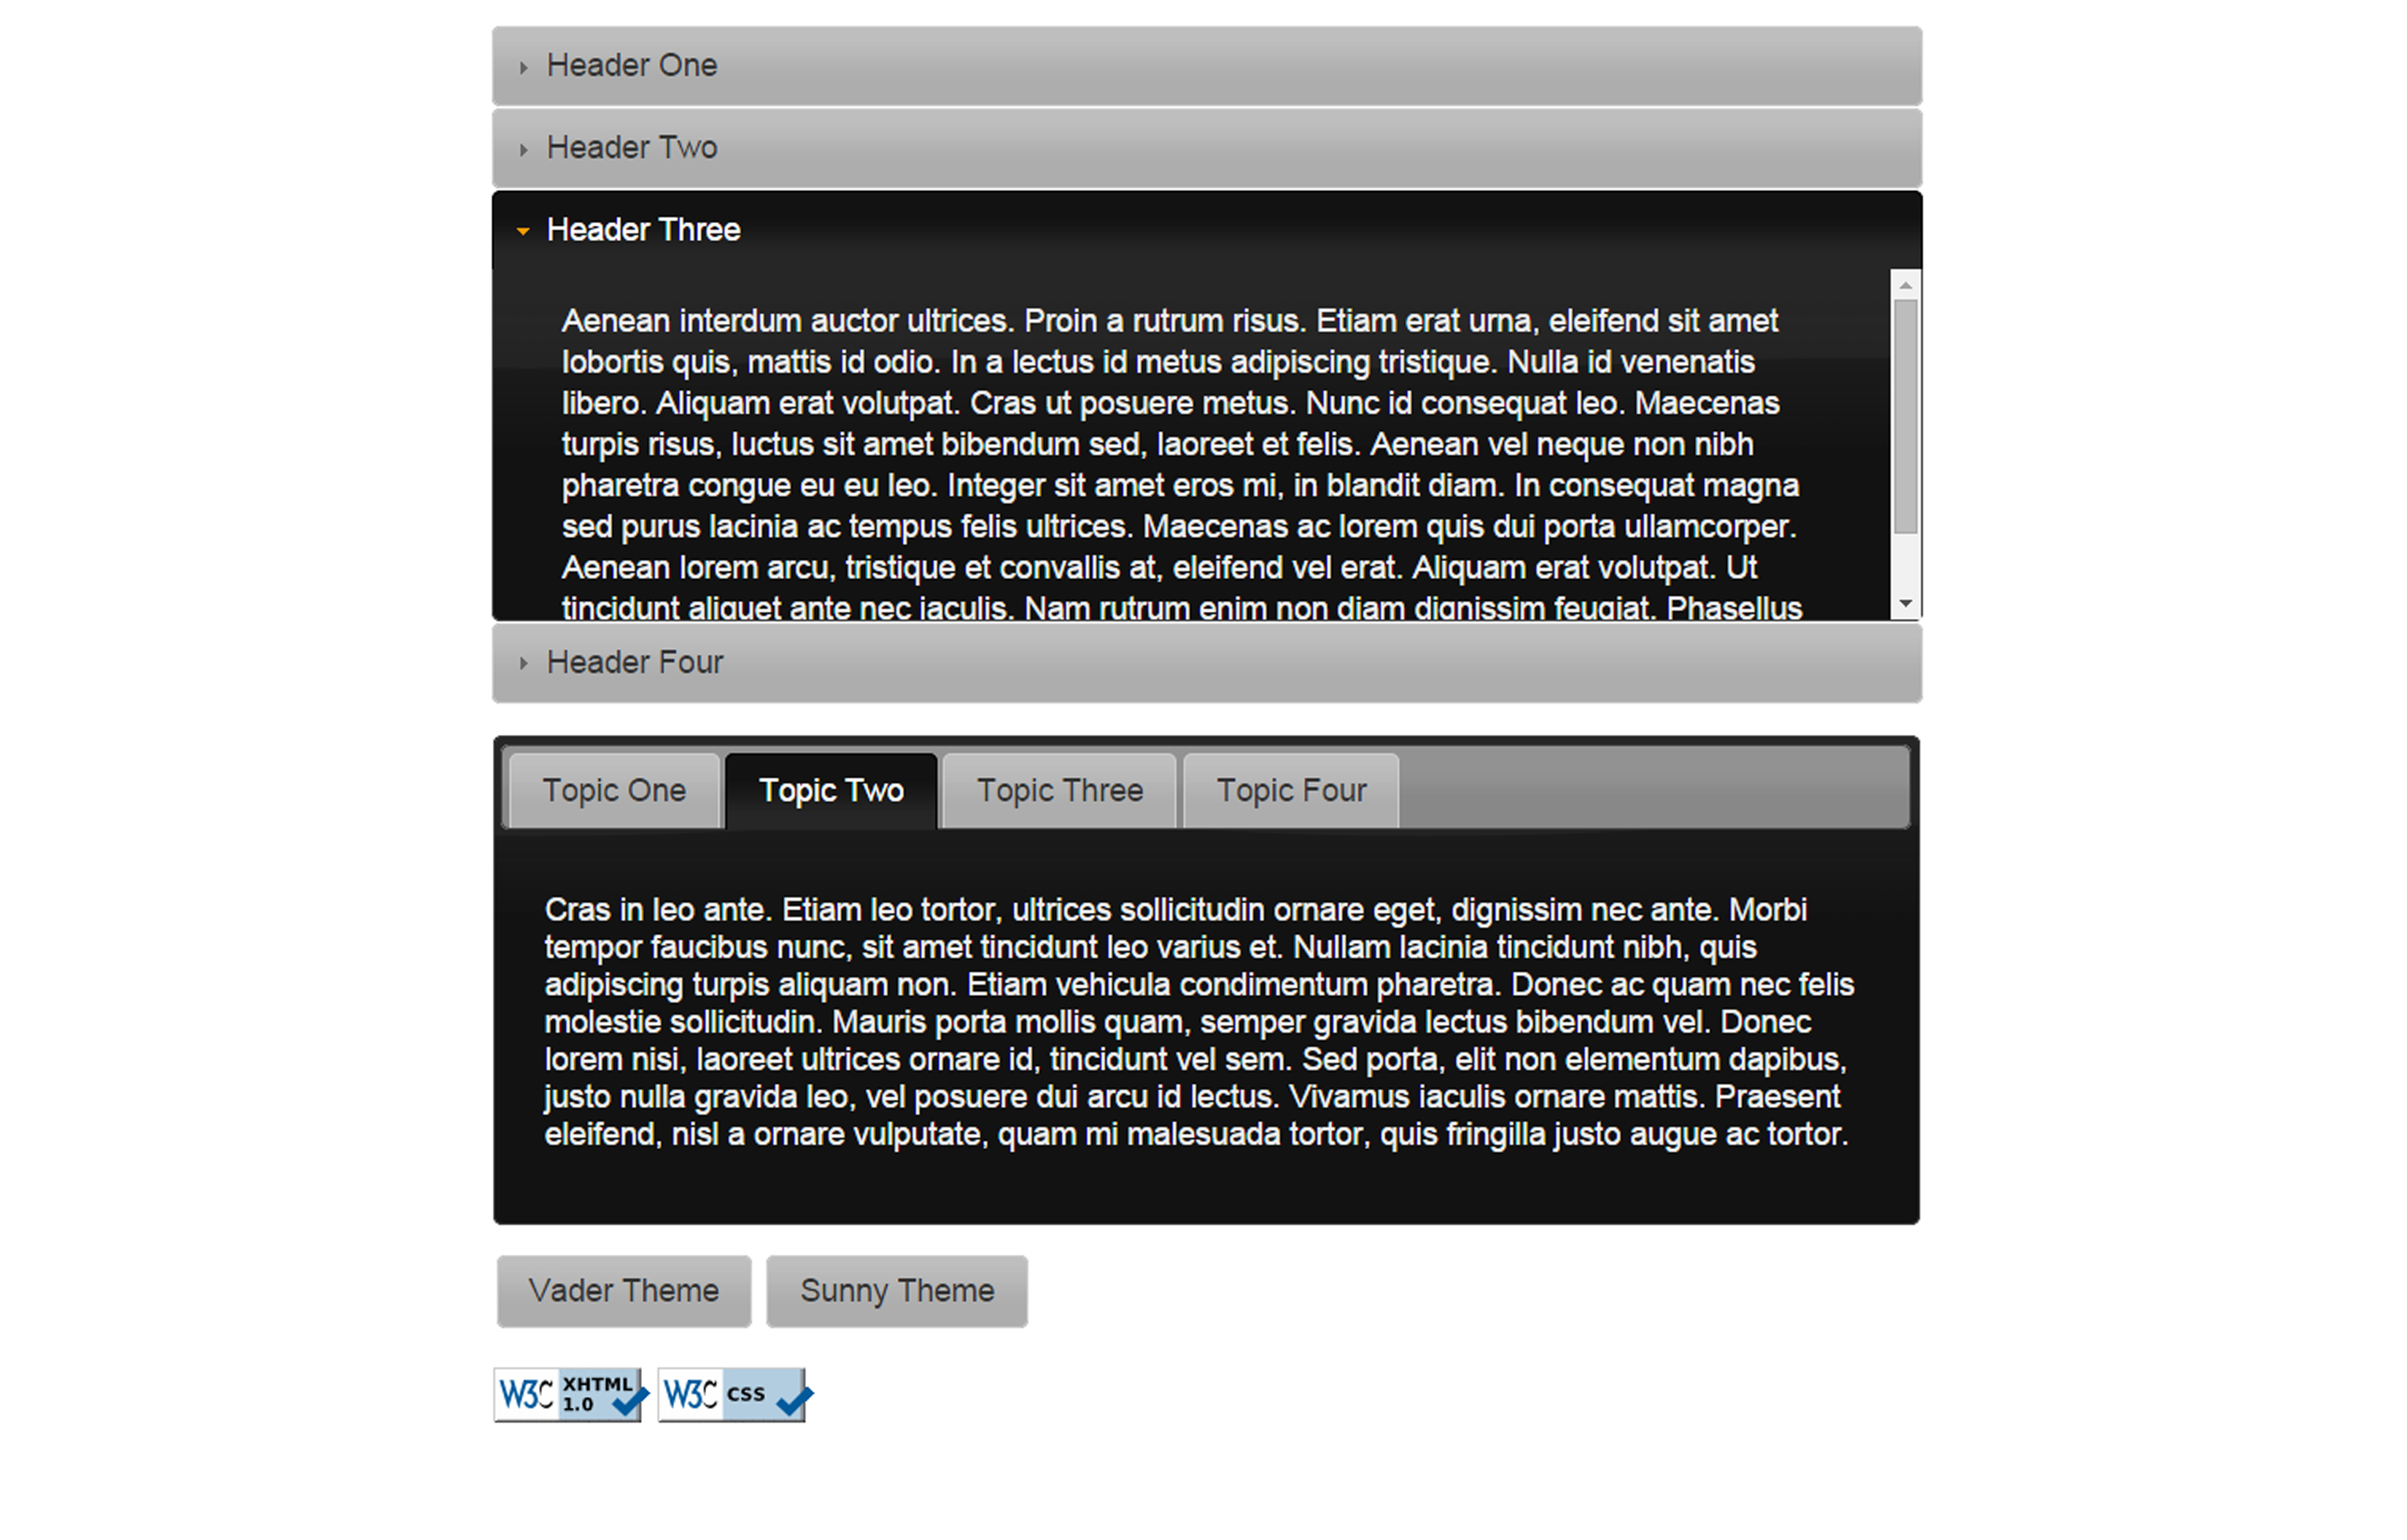 Header One
Header Two
Header Three
Aenean interdum auctor ultrices. Proin a rutrum risus. Etiam erat urna, eleifend sit amet
lobortis quis, mattis id odio. In a lectus id metus adipiscing tristique. Nulla id venenatis
libero. Aliquam erat volutpat. Cras ut posuere metus. Nunc id consequat leo. Maecenas
turpis risus, luctus sit amet bibendum sed, laoreet et felis. Aenean vel neque non nibh
pharetra congue eu eu leo. Integer sit amet eros mi, in blandit diam. In consequat magna
sed purus lacinia ac tempus felis ultrices. Maecenas ac lorem quis dui porta ullamcorper.
Aenean lorem arcu, tristique et convallis at, eleifend vel erat. Aliquam erat volutpat. Ut
tincidunt aliquet ante nec iaculis. Nam rutrum enim non diam dignissim feugiat. Phasellus
Header Four
Topic One Topic Two Topic Three Topic Four
Cras in leo ante. Etiam leo tortor, ultrices sollicitudin ornare eget, dignissim nec ante. Morbi
tempor faucibus nunc, sit amet tincidunt leo varius et. Nullam lacinia tincidunt nibh, quis
adipiscing turpis aliquam non. Etiam vehicula condimentum pharetra. Donec ac quam nec felis
molestie sollicitudin. Mauris porta mollis quam, semper gravida lectus bibendum vel. Donec
lorem nisi, laoreet ultrices ornare id, tincidunt vel sem. Sed porta, elit non elementum dapibus,
justo nulla gravida leo, vel posuere dui arcu id lectus. Vivamus iaculis ornare mattis. Praesent
eleifend, nisl a ornare vulputate, quam mi malesuada tortor, quis fringilla justo augue ac tortor.
Vader Theme Sunny Theme
W3C XHTML 1.0 W3C CSS